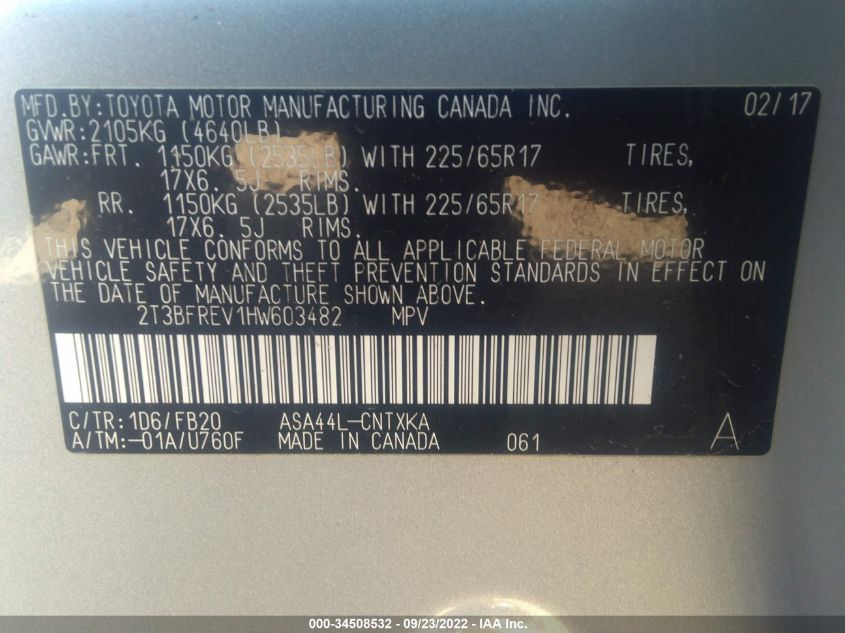 MFD.BY:TOYOTA MOTOR MANUFACTURING CANADA INC. 02/17
GVWR:2105KG (4640LB)
GAWR:FRT. 1150KG (2535LB) WITH 225/65R17 TIRES,
17X6.5J RIMS.
RR. 1150KG (2535LB) WITH 225/65R17 TIRES,
17X6.5J RIMS.
THIS VEHICLE CONFORMS TO ALL APPLICABLE FEDERAL MOTOR
VEHICLE SAFETY AND THEFT PREVENTION STANDARDS IN EFFECT ON
THE DATE OF MANUFACTURE SHOWN ABOVE.
2T3BFREV1HW603482 MPV
C/TR:1D6/FB20 ASA44L-CNTXKA
A/TM:-01A/U760F MADE IN CANADA 061 A
000-34508532 - 09/23/2022 - IAA Inc.